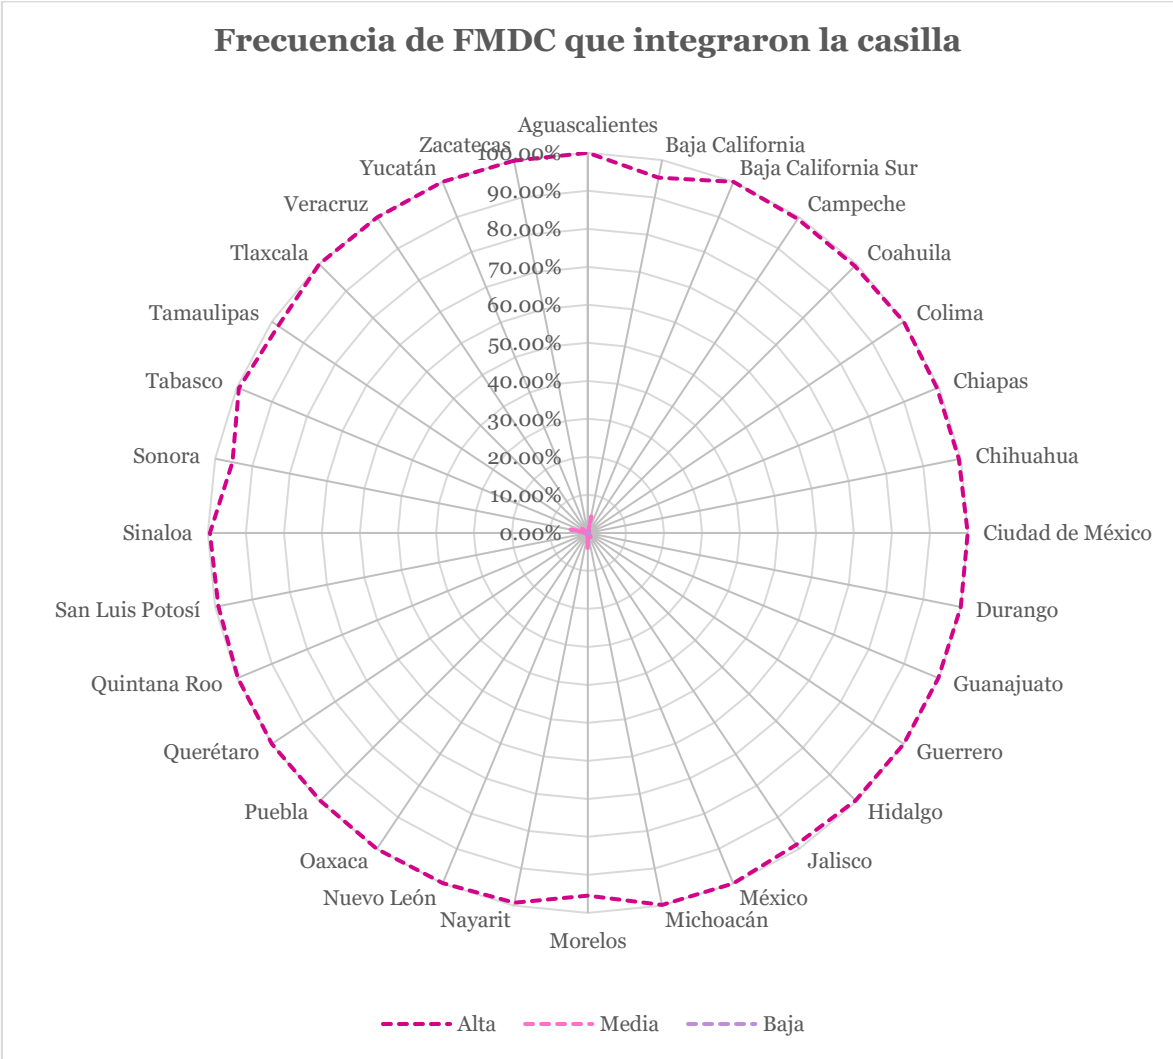 Frecuencia de FMDC que integraron la casilla
Aguascalientes
Baja California
Baja California Sur
Campeche
Coahuila
Colima
Chiapas
Chihuahua
Ciudad de México
Durango
Guanajuato
Guerrero
Hidalgo
Jalisco
México
Michoacán
Morelos
Nayarit
Nuevo León
Oaxaca
Puebla
Querétaro
Quintana Roo
San Luis Potosí
Sinaloa
Sonora
Tabasco
Tamaulipas
Tlaxcala
Veracruz
Yucatán
Zacatecas
100.00%
90.00%
80.00%
70.00%
60.00%
50.00%
40.00%
30.00%
20.00%
10.00%
0.00%
Alta Media Baja